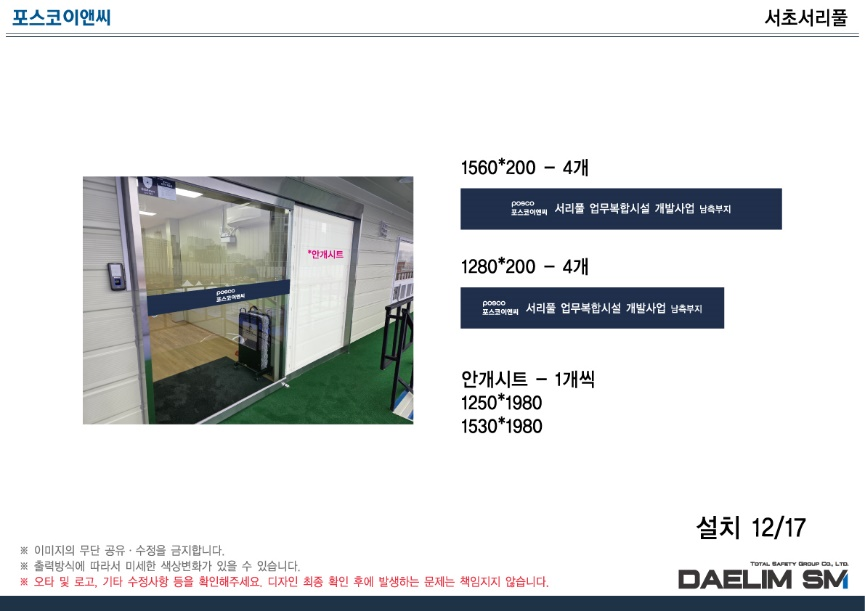 포스코이앤씨
서초서리풀
posco
포스코이앤씨
*안개시트
1560*200 - 4개
posco
포스코이앤씨 서리풀 업무복합시설 개발사업 남측부지
1280*200 - 4개
posco
포스코이앤씨 서리풀 업무복합시설 개발사업 남측부지
안개시트 - 1개씩
1250*1980
1530*1980
설치 12/17
※ 이미지의 무단 공유·수정을 금지합니다.
※ 출력방식에 따라서 미세한 색상변화가 있을 수 있습니다.
※ 오타 및 로고, 기타 수정사항 등을 확인해주세요. 디자인 최종 확인 후에 발생하는 문제는 책임지지 않습니다.
TOTAL SAFETY GROUP CO., LTD.
DAELIM SM